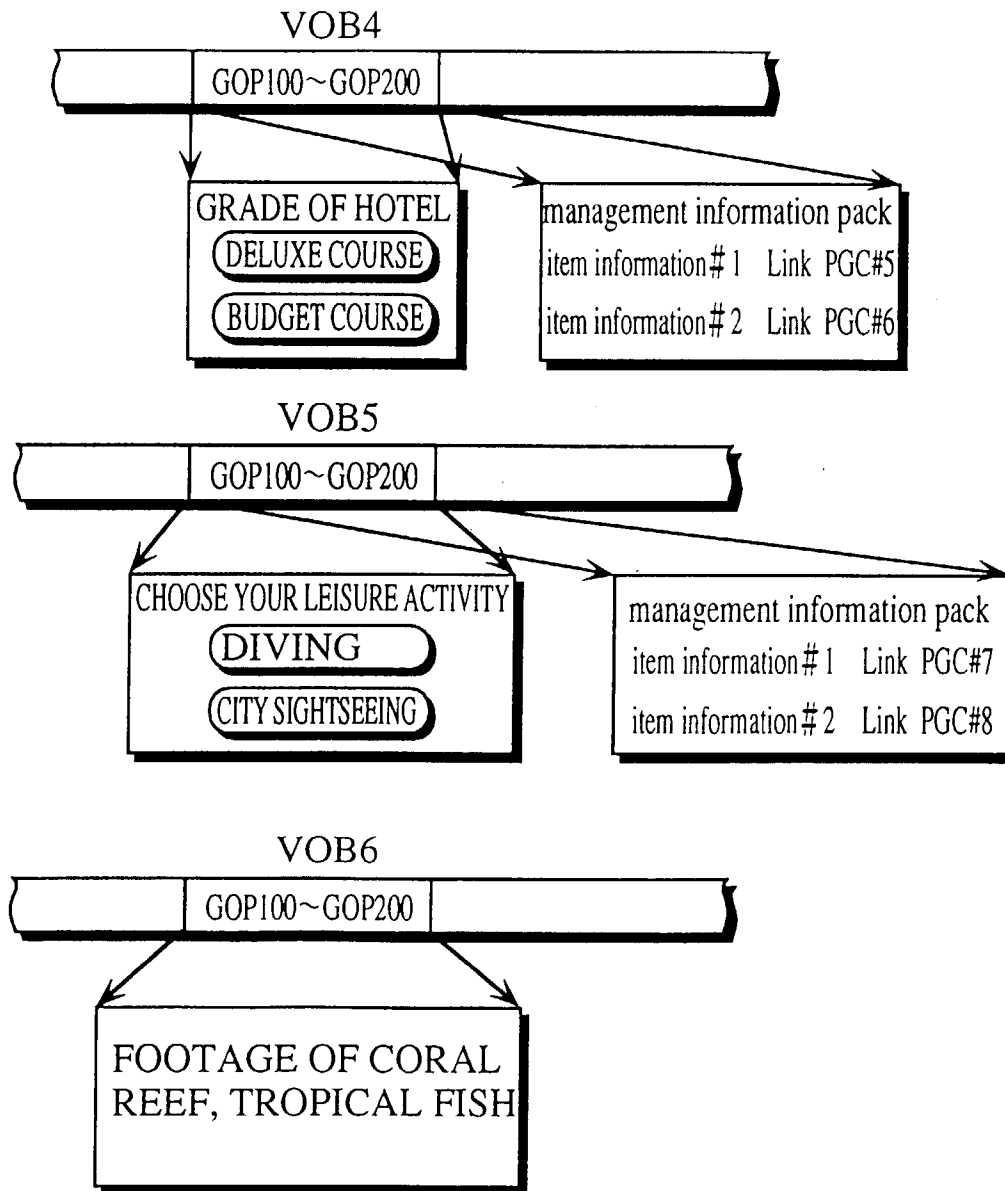 VOB4
GOP100~GOP200
GRADE OF HOTEL
DELUXE COURSE
BUDGET COURSE
management information pack
item information#1 Link PGC#5
item information#2 Link PGC#6
VOB5
GOP100~GOP200
CHOOSE YOUR LEISURE ACTIVITY
DIVING
CITY SIGHTSEEING
management information pack
item information#1 Link PGC#7
item information#2 Link PGC#8
VOB6
GOP100~GOP200
FOOTAGE OF CORAL
REEF, TROPICAL FISH